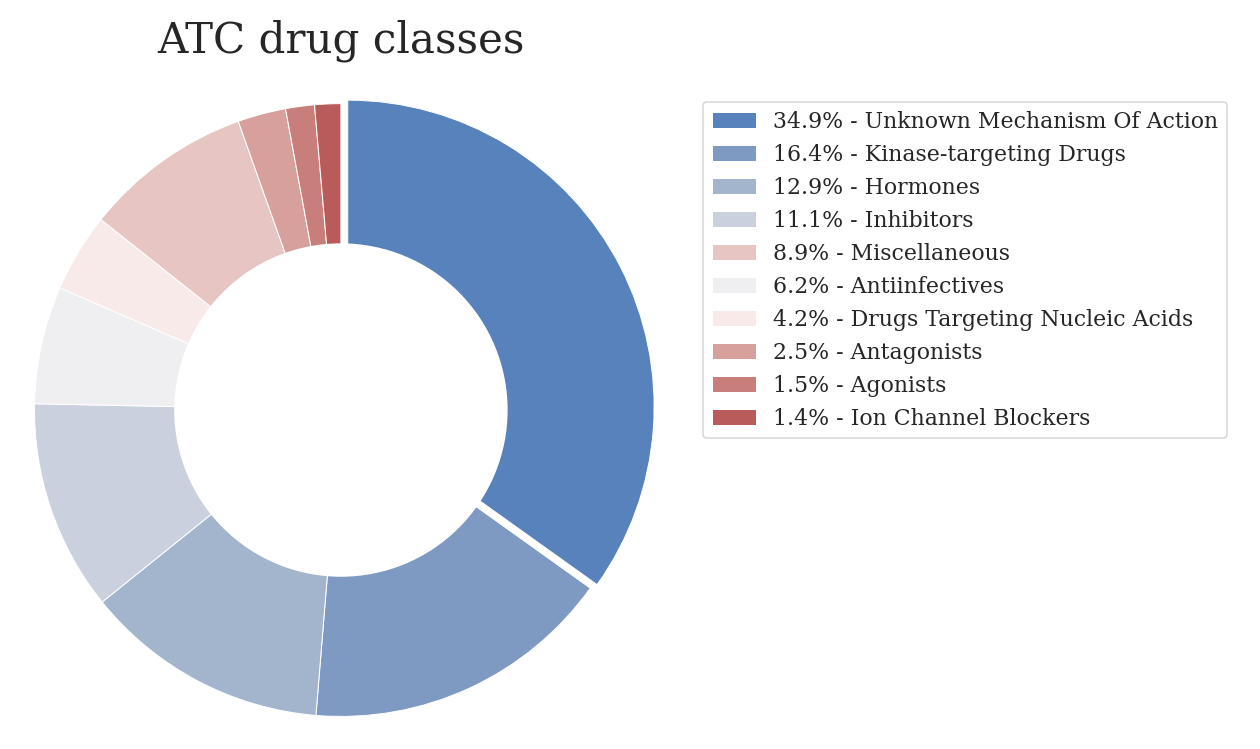 ATC drug classes
34.9% - Unknown Mechanism Of Action
16.4% - Kinase-targeting Drugs
12.9% - Hormones
11.1% - Inhibitors
8.9% - Miscellaneous
6.2% - Antiinfectives
4.2% - Drugs Targeting Nucleic Acids
2.5% - Antagonists
1.5% - Agonists
1.4% - Ion Channel Blockers